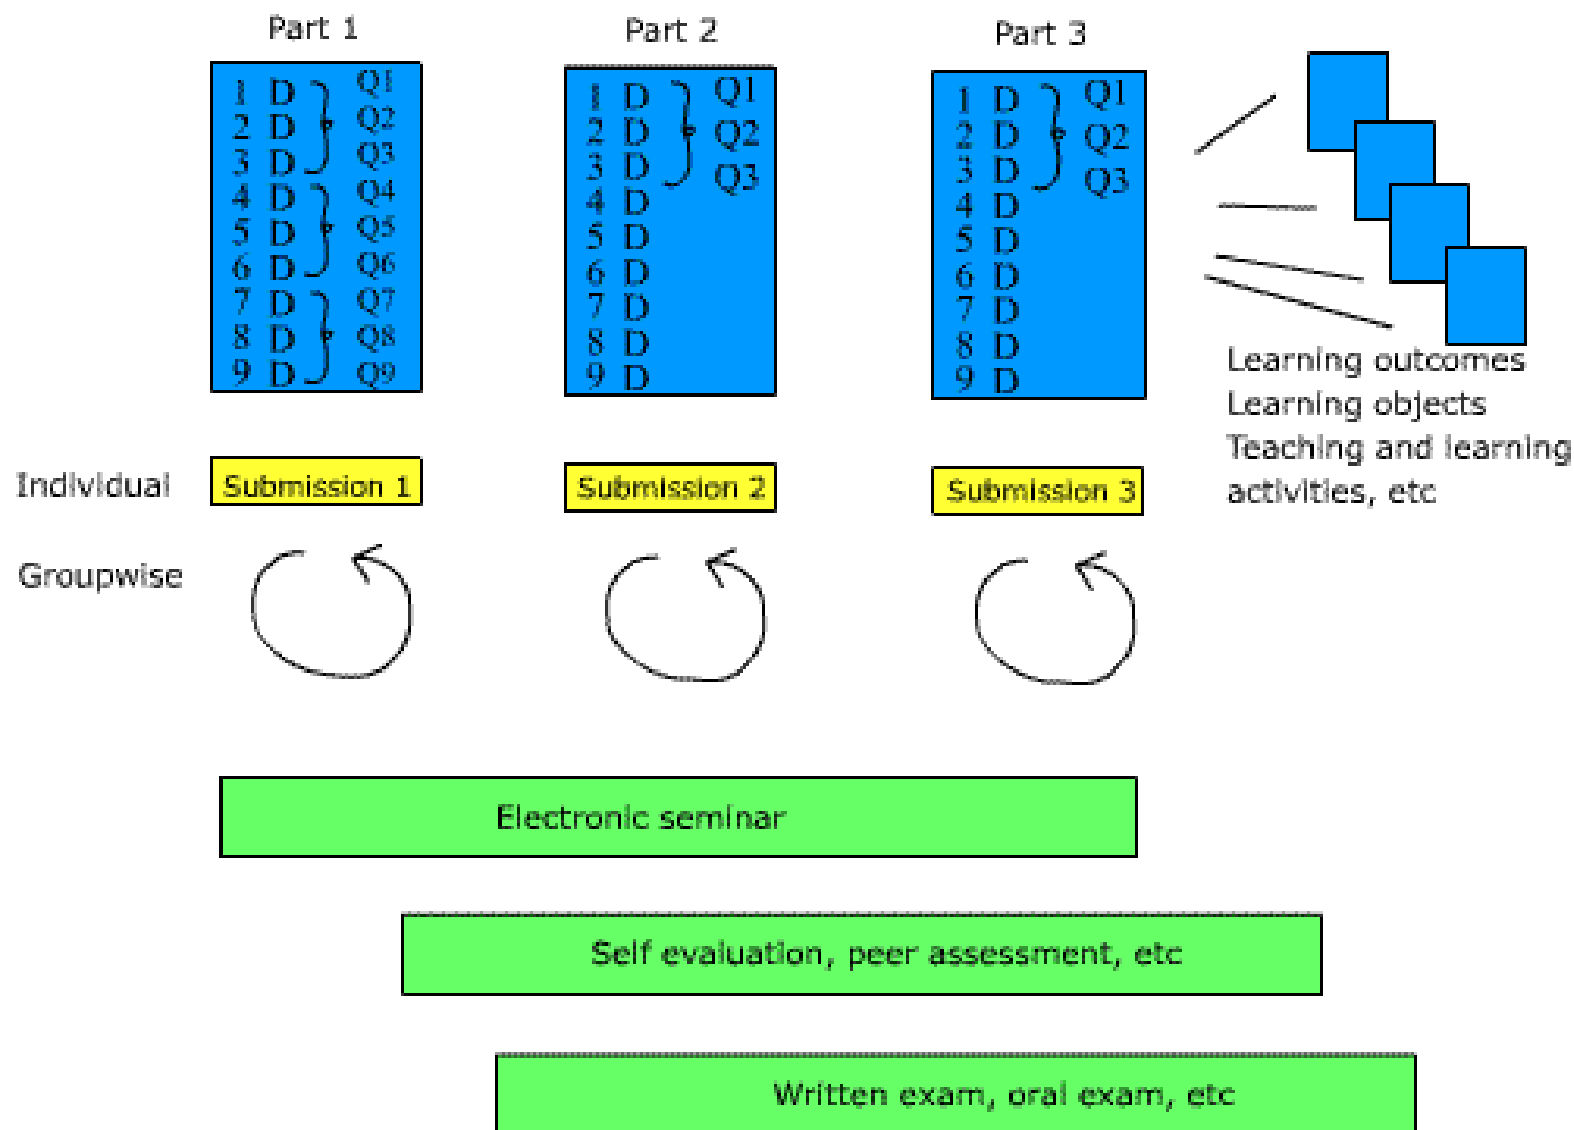 Part 1
1 D Q1
2 D Q2
3 D Q3
4 D Q4
5 D Q5
6 D Q6
7 D Q7
8 D Q8
9 D Q9
Part 2
1 D Q1
2 D Q2
3 D Q3
4 D
5 D
6 D
7 D
8 D
9 D
Part 3
1 D Q1
2 D Q2
3 D Q3
4 D
5 D
6 D
7 D
8 D
9 D
Learning outcomes
Learning objects
Teaching and learning
activities, etc
Individual
Submission 1
Submission 2
Submission 3
Groupwise
Electronic seminar
Self evaluation, peer assessment, etc
Written exam, oral exam, etc